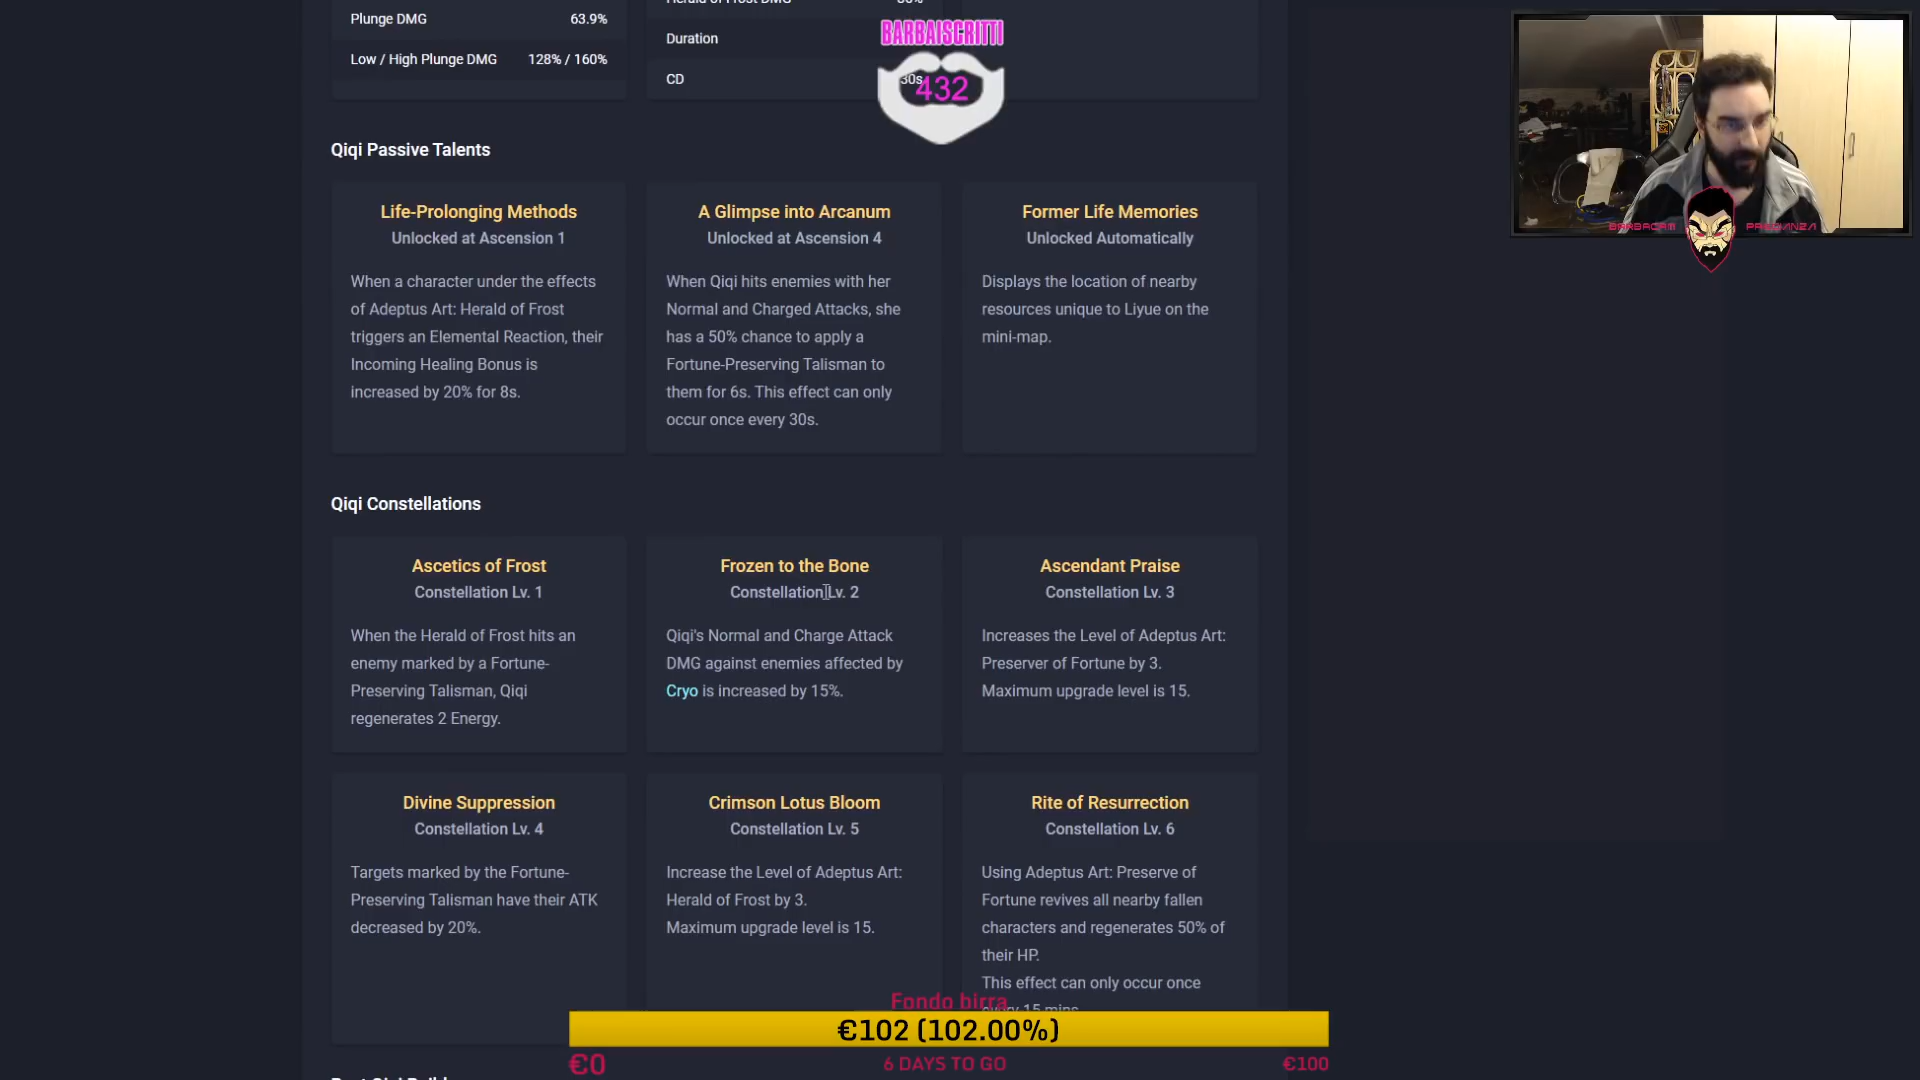 Plunge DMG 63.9%
Low / High Plunge DMG 128% / 160%
Duration
CD 30s
BARBAISCRITTI
432
Qiqi Passive Talents
Life-Prolonging Methods
Unlocked at Ascension 1
When a character under the effects
of Adeptus Art: Herald of Frost
triggers an Elemental Reaction, their
Incoming Healing Bonus is
increased by 20% for 8s.
A Glimpse into Arcanum
Unlocked at Ascension 4
When Qiqi hits enemies with her
Normal and Charged Attacks, she
has a 50% chance to apply a
Fortune-Preserving Talisman to
them for 6s. This effect can only
occur once every 30s.
Former Life Memories
Unlocked Automatically
Displays the location of nearby
resources unique to Liyue on the
mini-map.
Qiqi Constellations
Ascetics of Frost
Constellation Lv. 1
When the Herald of Frost hits an
enemy marked by a Fortune-
Preserving Talisman, Qiqi
regenerates 2 Energy.
Frozen to the Bone
Constellation Lv. 2
Qiqi's Normal and Charge Attack
DMG against enemies affected by
Cryo is increased by 15%.
Ascendant Praise
Constellation Lv. 3
Increases the Level of Adeptus Art:
Preserver of Fortune by 3.
Maximum upgrade level is 15.
Divine Suppression
Constellation Lv. 4
Targets marked by the Fortune-
Preserving Talisman have their ATK
decreased by 20%.
Crimson Lotus Bloom
Constellation Lv. 5
Increase the Level of Adeptus Art:
Herald of Frost by 3.
Maximum upgrade level is 15.
Rite of Resurrection
Constellation Lv. 6
Using Adeptus Art: Preserve of
Fortune revives all nearby fallen
characters and regenerates 50% of
their HP.
This effect can only occur once
every 15 mins.
Fondo birra
€102 (102.00%)
€0 6 DAYS TO GO €100